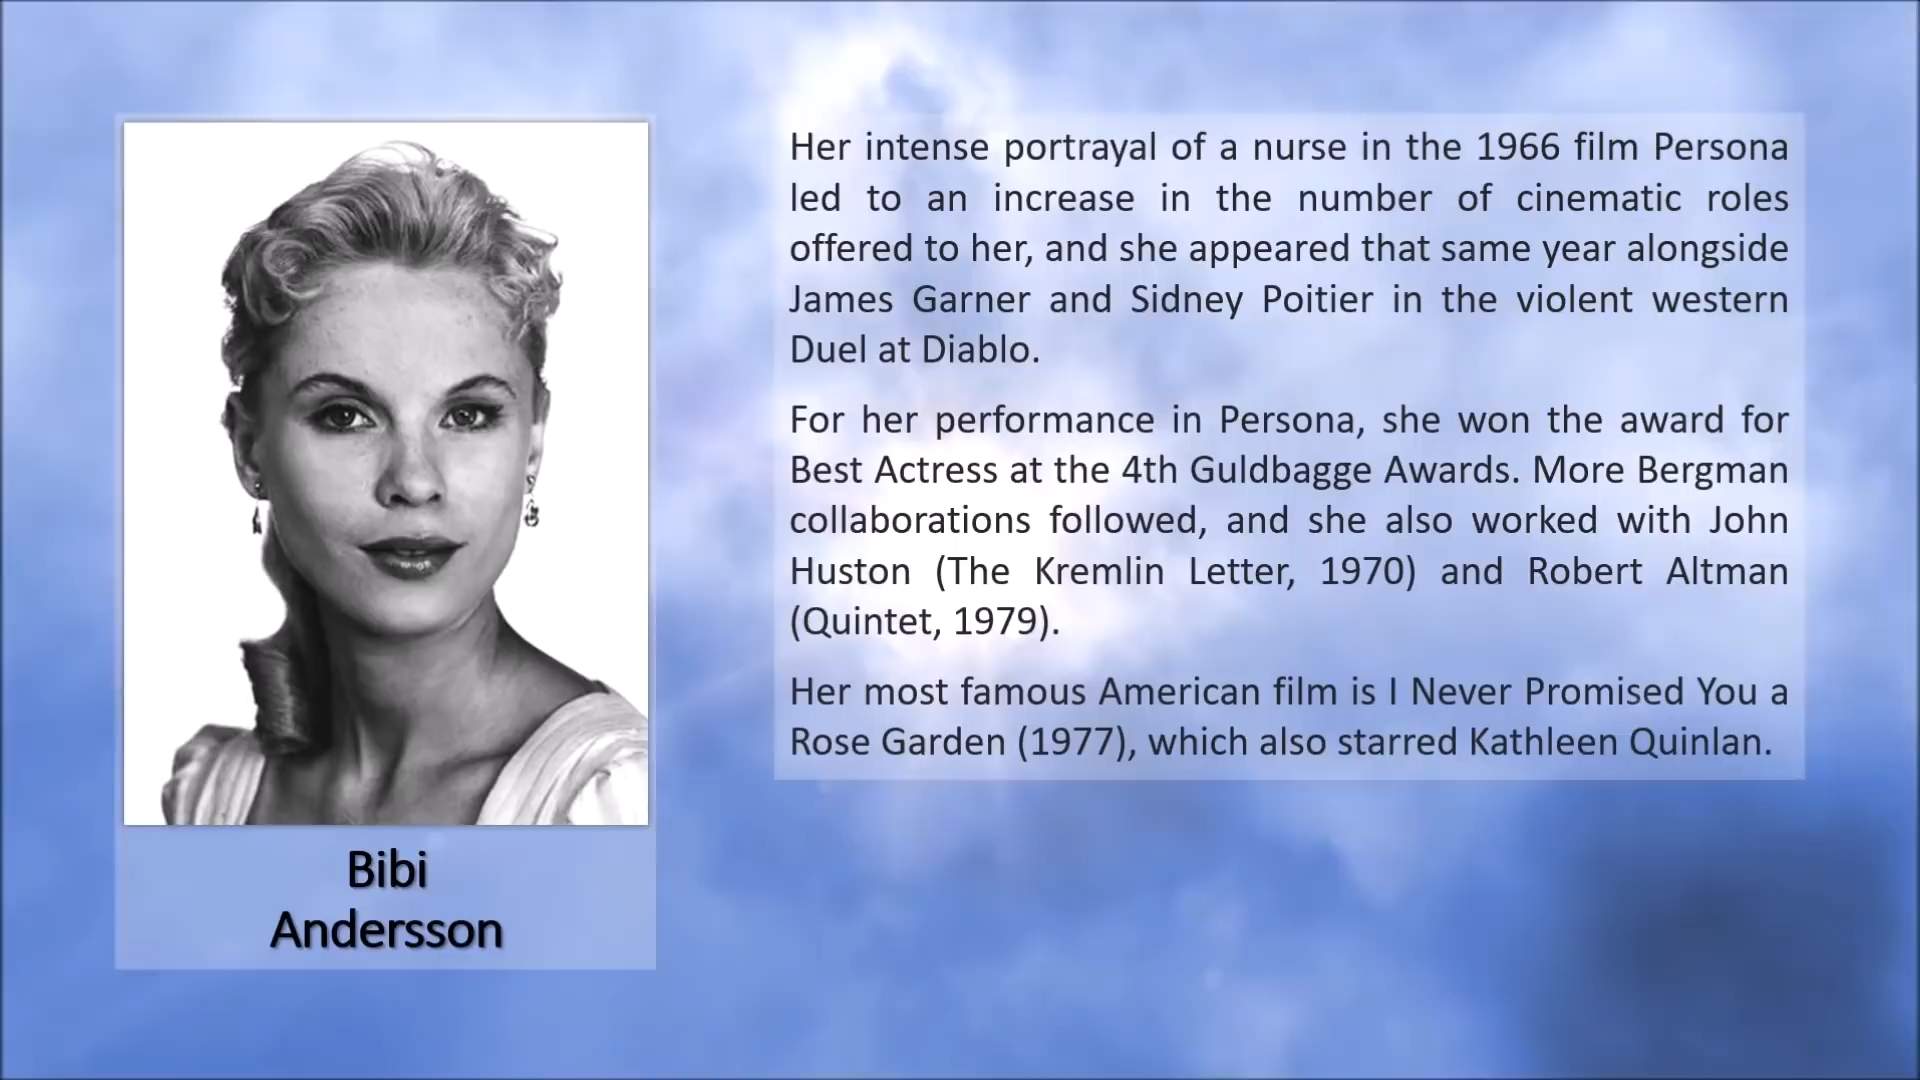 Her intense portrayal of a nurse in the 1966 film Persona
led to an increase in the number of cinematic roles
offered to her, and she appeared that same year alongside
James Garner and Sidney Poitier in the violent western
Duel at Diablo.
For her performance in Persona, she won the award for
Best Actress at the 4th Guldbagge Awards. More Bergman
collaborations followed, and she also worked with John
Huston (The Kremlin Letter, 1970) and Robert Altman
(Quintet, 1979).
Her most famous American film is I Never Promised You a
Rose Garden (1977), which also starred Kathleen Quinlan.
Bibi
Andersson